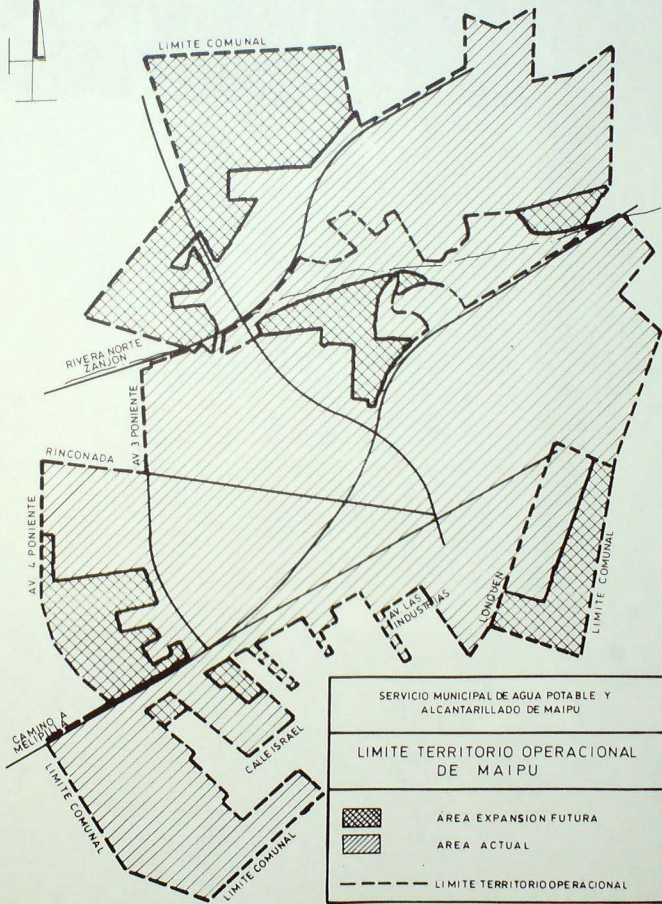 LIMITE COMUNAL
RIVERA NORTE
ZANJON
AV 3 PONIENTE
RINCONADA
AV 4 PONIENTE
CAMINO A
MELIPILLA
LIMITE COMUNAL
LIMITE COMUNAL
CALLE ISRAEL
AV LAS
INDUSTRIAS
LONQUEN
LIMITE COMUNAL
SERVICIO MUNICIPAL DE AGUA POTABLE Y
ALCANTARILLADO DE MAIPU
LIMITE TERRITORIO OPERACIONAL
DE MAIPU
AREA EXPANSION FUTURA
AREA ACTUAL
LIMITE TERRITORIO OPERACIONAL